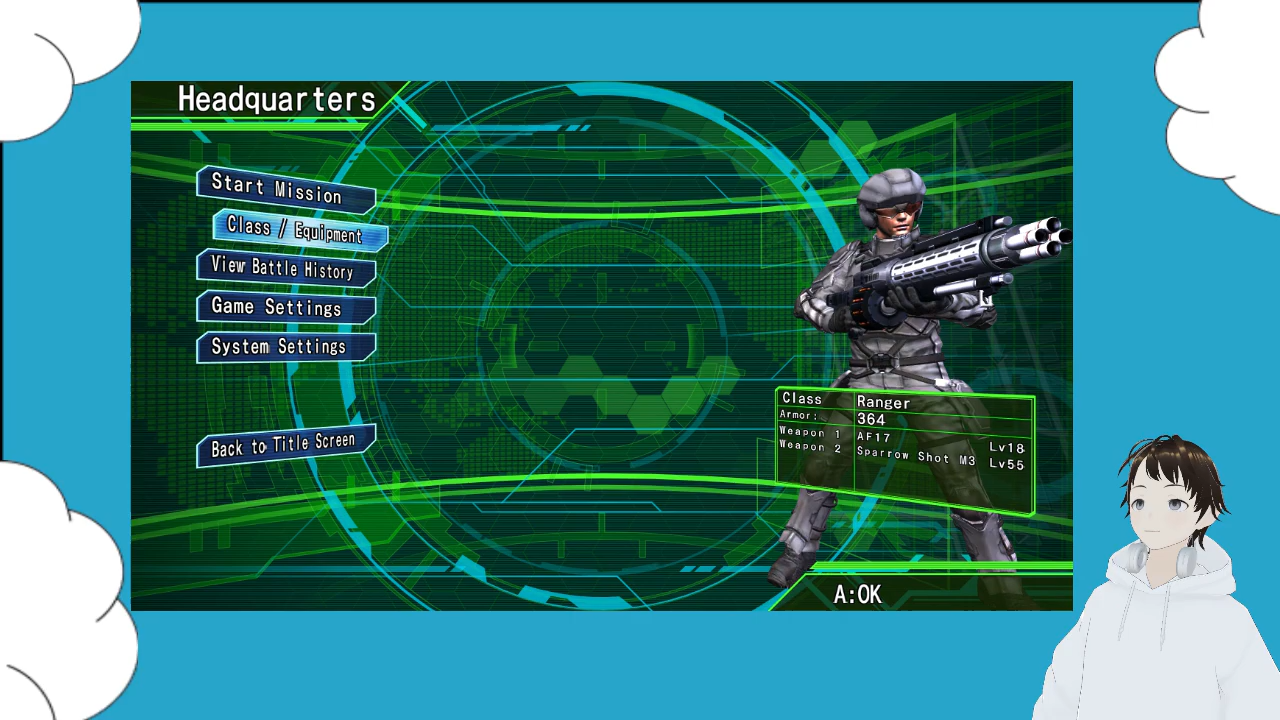 Headquarters
Start Mission
Class / Equipment
View Battle History
Game Settings
System Settings
Back to Title Screen
Class Ranger
Armor: 364
Weapon 1 AF17 Lv18
Weapon 2 Sparrow Shot M3 Lv55
A:OK